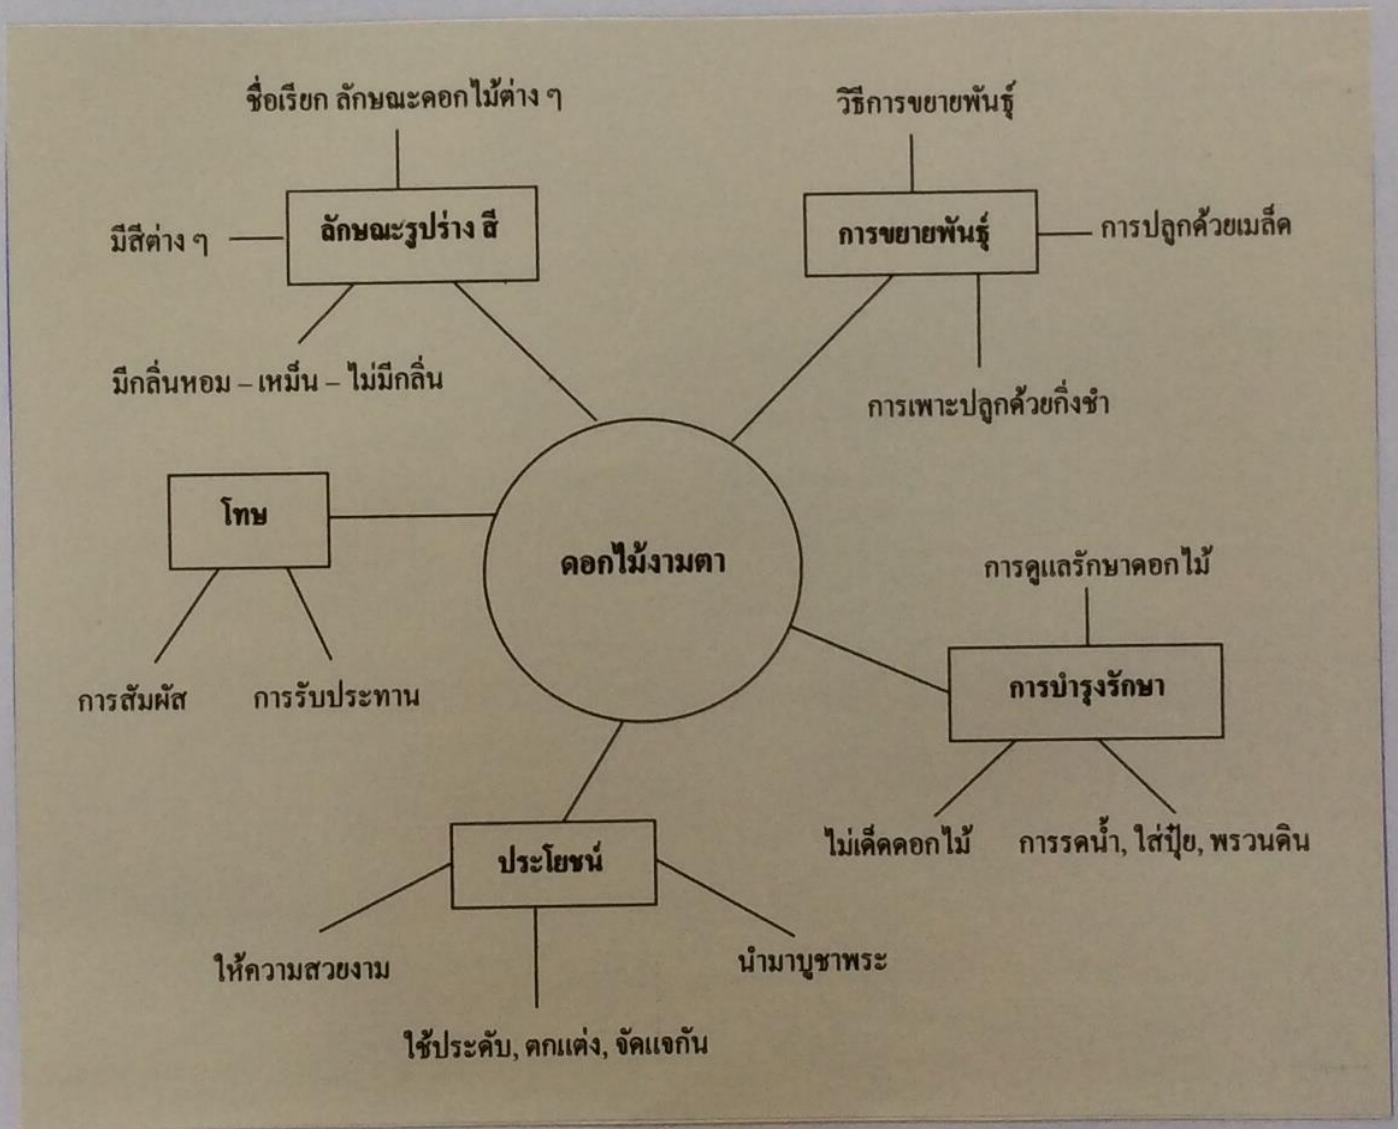 ชื่อเรียก ลักษณะดอกไม้ต่าง ๆ
วิธีการขยายพันธุ์
มีสีต่าง ๆ
ลักษณะรูปร่าง สี
การขยายพันธุ์
การปลูกด้วยเมล็ด
มีกลิ่นหอม – เหม็น – ไม่มีกลิ่น
การเพาะปลูกด้วยกิ่งชำ
โทษ
ดอกไม้งามตา
การดูแลรักษาดอกไม้
การสัมผัส
การรับประทาน
การบำรุงรักษา
ไม่เด็ดดอกไม้
การรดน้ำ, ใส่ปุ๋ย, พรวนดิน
ประโยชน์
ให้ความสวยงาม
นำมาบูชาพระ
ใช้ประดับ, ตกแต่ง, จัดแจกัน